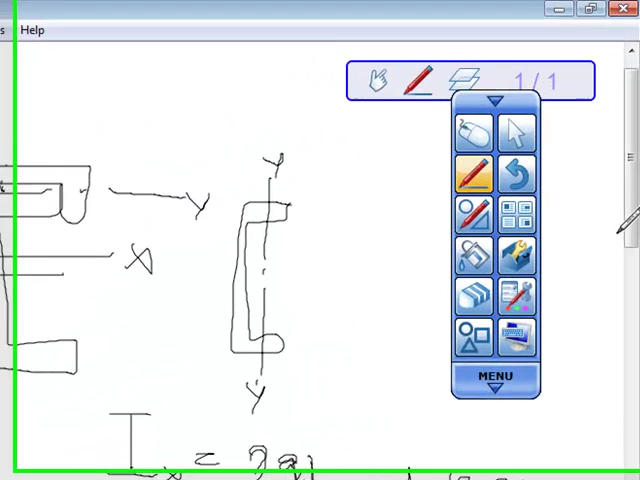 s Help
1 / 1
Y
Y
X
Y
MENU
I x =